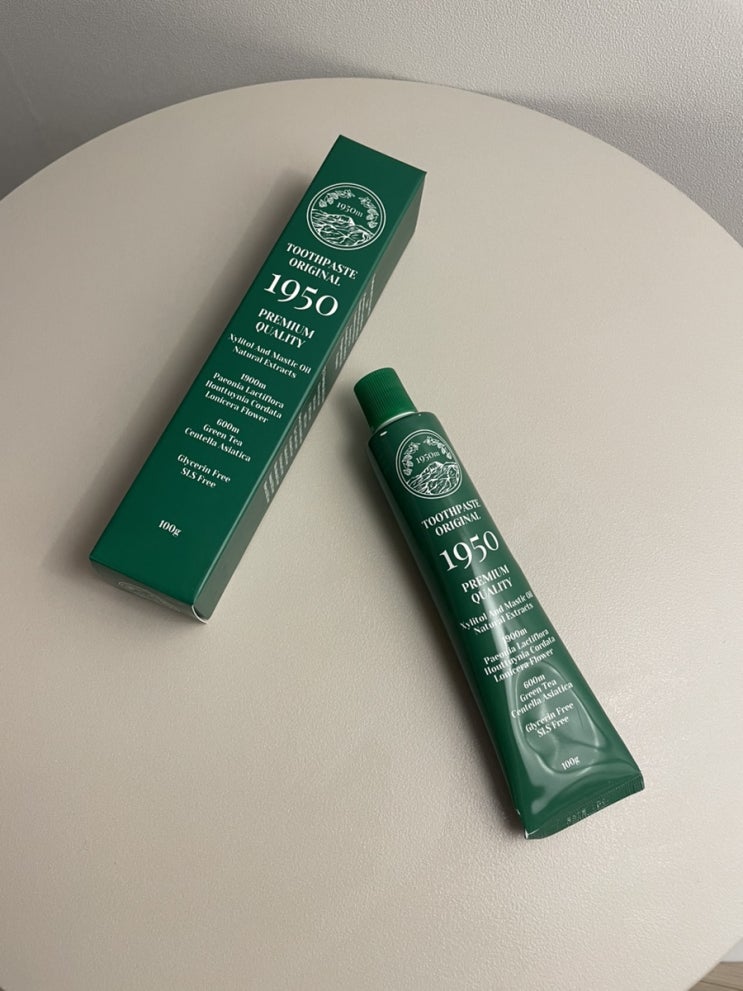 1950m
TOOTHPASTE
ORIGINAL
1950
PREMIUM
QUALITY
Xylitol And Mastic Oil
Natural Extracts
1900m
Paeonia Lactiflora
Houttuynia Cordata
Lonicera Flower
600m
Green Tea
Centella Asiatica
Glycerin Free
SLS Free
100g
1950m
TOOTHPASTE
ORIGINAL
1950
PREMIUM
QUALITY
Xylitol And Mastic Oil
Natural Extracts
1900m
Paeonia Lactiflora
Houttuynia Cordata
Lonicera Flower
600m
Green Tea
Centella Asiatica
Glycerin Free
SLS Free
100g